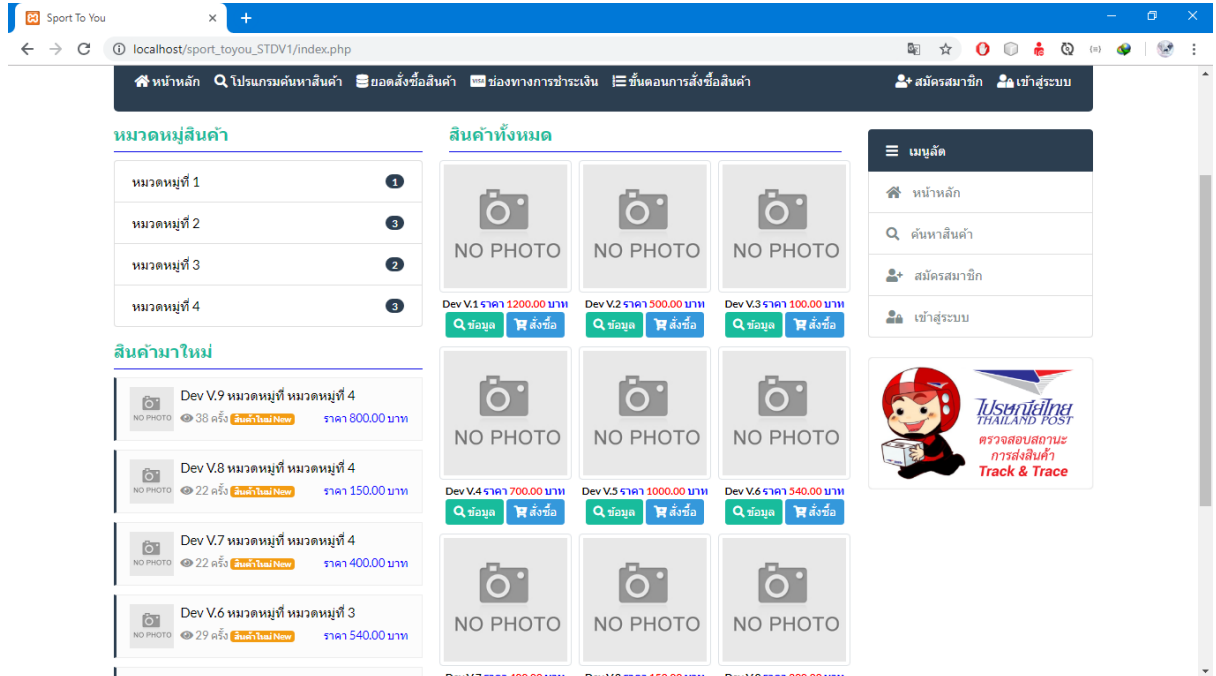 Sport To You
localhost/sport_toyou_STDV1/index.php
หน้าหลัก โปรแกรมค้นหาสินค้า ยอดสั่งซื้อสินค้า VISA ช่องทางการชำระเงิน ขั้นตอนการสั่งซื้อสินค้า สมัครสมาชิก เข้าสู่ระบบ
หมวดหมู่สินค้า
หมวดหมู่ที่ 1 1
หมวดหมู่ที่ 2 3
หมวดหมู่ที่ 3 2
หมวดหมู่ที่ 4 3
สินค้ามาใหม่
NO PHOTO
Dev V.9 หมวดหมู่ที่ หมวดหมู่ที่ 4
38 ครั้ง สินค้าใหม่ New ราคา 800.00 บาท
NO PHOTO
Dev V.8 หมวดหมู่ที่ หมวดหมู่ที่ 4
22 ครั้ง สินค้าใหม่ New ราคา 150.00 บาท
NO PHOTO
Dev V.7 หมวดหมู่ที่ หมวดหมู่ที่ 4
22 ครั้ง สินค้าใหม่ New ราคา 400.00 บาท
NO PHOTO
Dev V.6 หมวดหมู่ที่ หมวดหมู่ที่ 3
29 ครั้ง สินค้าใหม่ New ราคา 540.00 บาท
สินค้าทั้งหมด
NO PHOTO NO PHOTO NO PHOTO
Dev V.1 ราคา 1200.00 บาท Dev V.2 ราคา 500.00 บาท Dev V.3 ราคา 100.00 บาท
ข้อมูล สั่งซื้อ ข้อมูล สั่งซื้อ ข้อมูล สั่งซื้อ
NO PHOTO NO PHOTO NO PHOTO
Dev V.4 ราคา 700.00 บาท Dev V.5 ราคา 1000.00 บาท Dev V.6 ราคา 540.00 บาท
ข้อมูล สั่งซื้อ ข้อมูล สั่งซื้อ ข้อมูล สั่งซื้อ
NO PHOTO NO PHOTO NO PHOTO
เมนูลัด
หน้าหลัก
ค้นหาสินค้า
สมัครสมาชิก
เข้าสู่ระบบ
ไปรษณีย์ไทย
THAILAND POST
ตรวจสอบสถานะ
การส่งสินค้า
Track & Trace